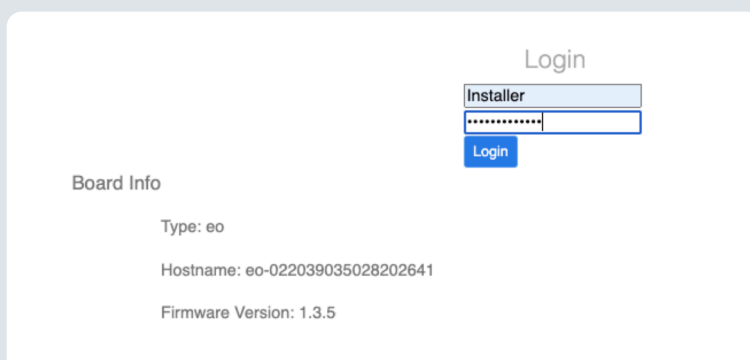 Login
Installer
•••••••••••••
Login
Board Info
Type: eo
Hostname: eo-022039035028202641
Firmware Version: 1.3.5